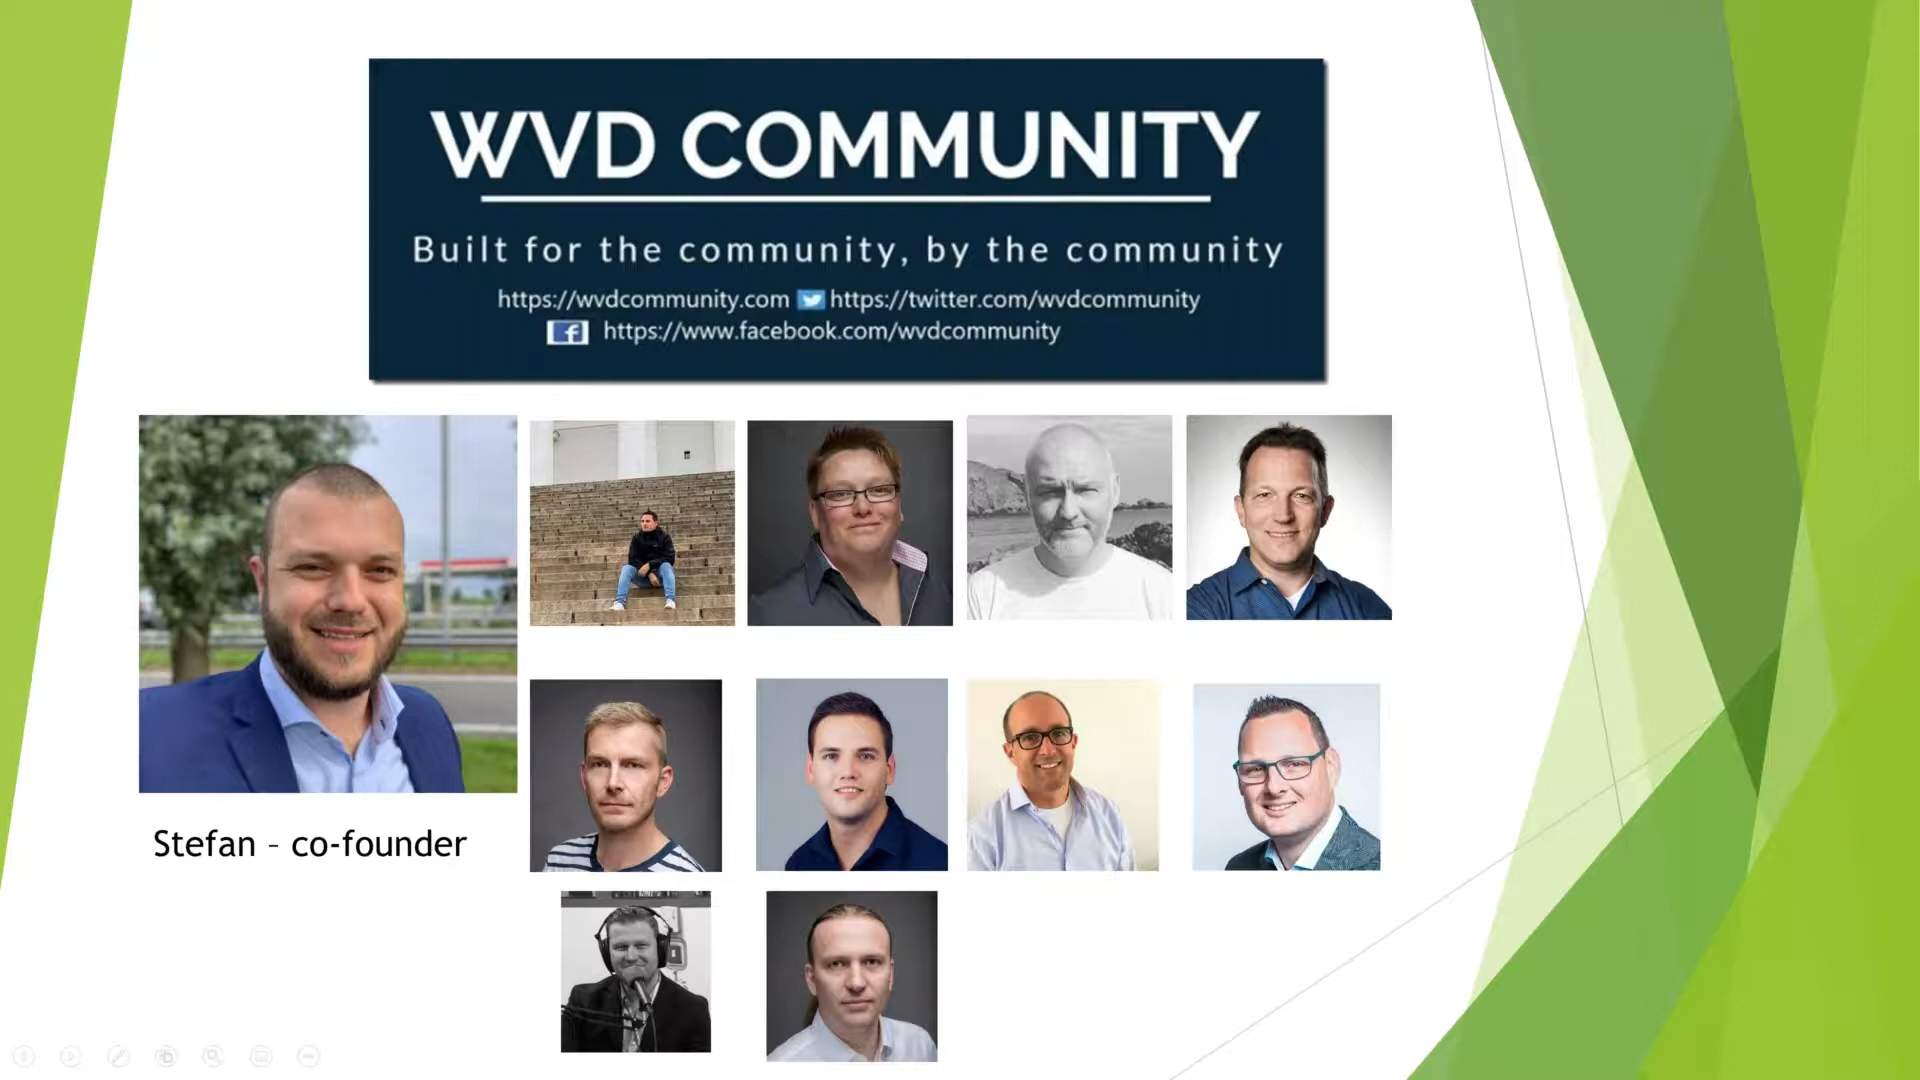 WVD COMMUNITY
Built for the community, by the community
https://wvdcommunity.com https://twitter.com/wvdcommunity
https://www.facebook.com/wvdcommunity
Stefan – co-founder